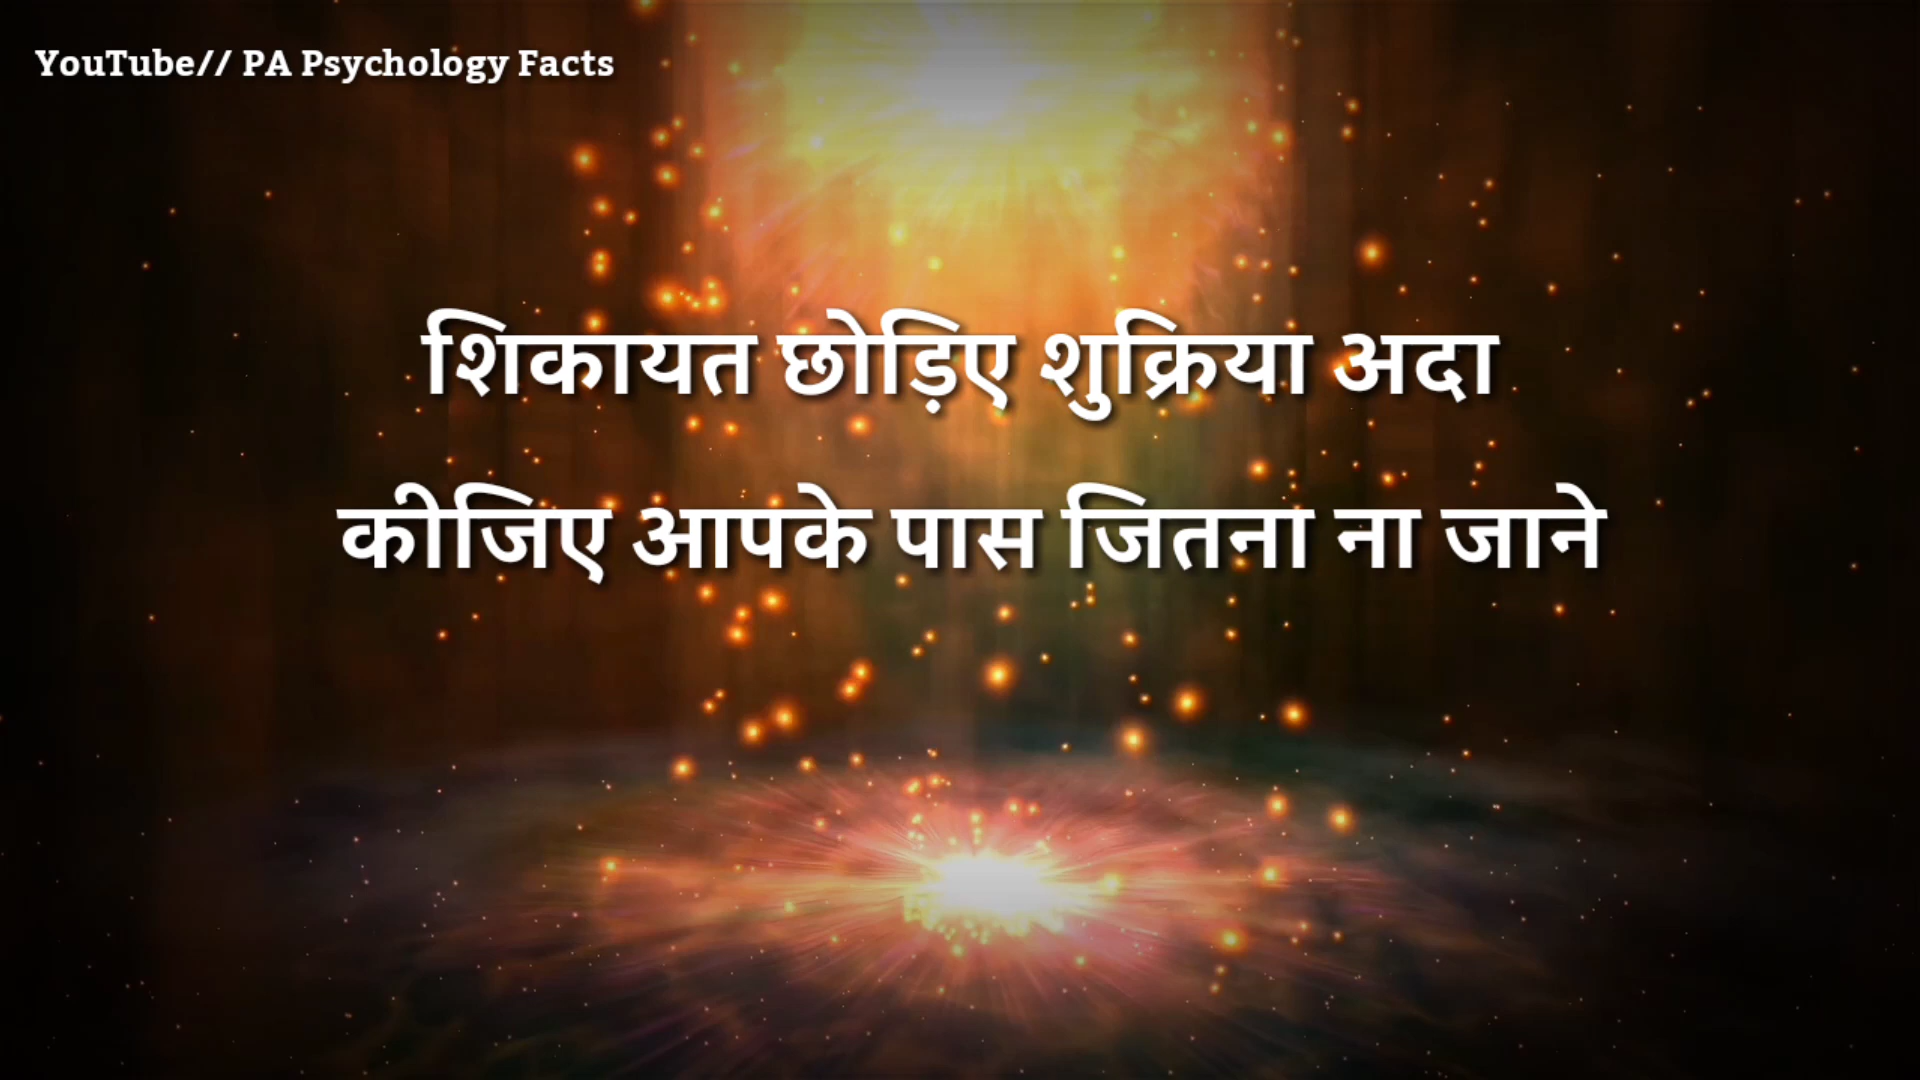 YouTube// PA Psychology Facts
शिकायत छोड़िए शुक्रिया अदा
कीजिए आपके पास जितना ना जाने